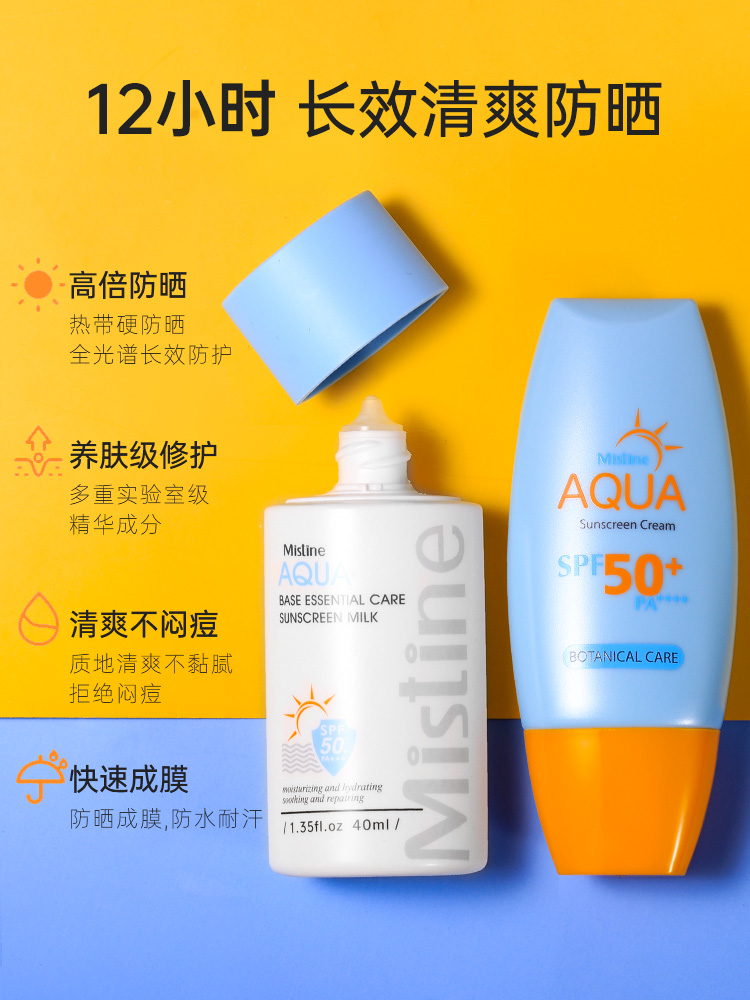 12小时 长效清爽防晒
高倍防晒
热带硬防晒
全光谱长效防护
养肤级修护
多重实验室级
精华成分
清爽不闷痘
质地清爽不黏腻
拒绝闷痘
快速成膜
防晒成膜,防水耐汗
Mistine
AQUA
BASE ESSENTIAL CARE
SUNSCREEN MILK
SPF
50+
moisturizing and hydrating
soothing and repairing
/1.35fl.oz 40ml/
Mistine
Mistine
AQUA
Sunscreen Cream
SPF50+
PA++++
BOTANICAL CARE